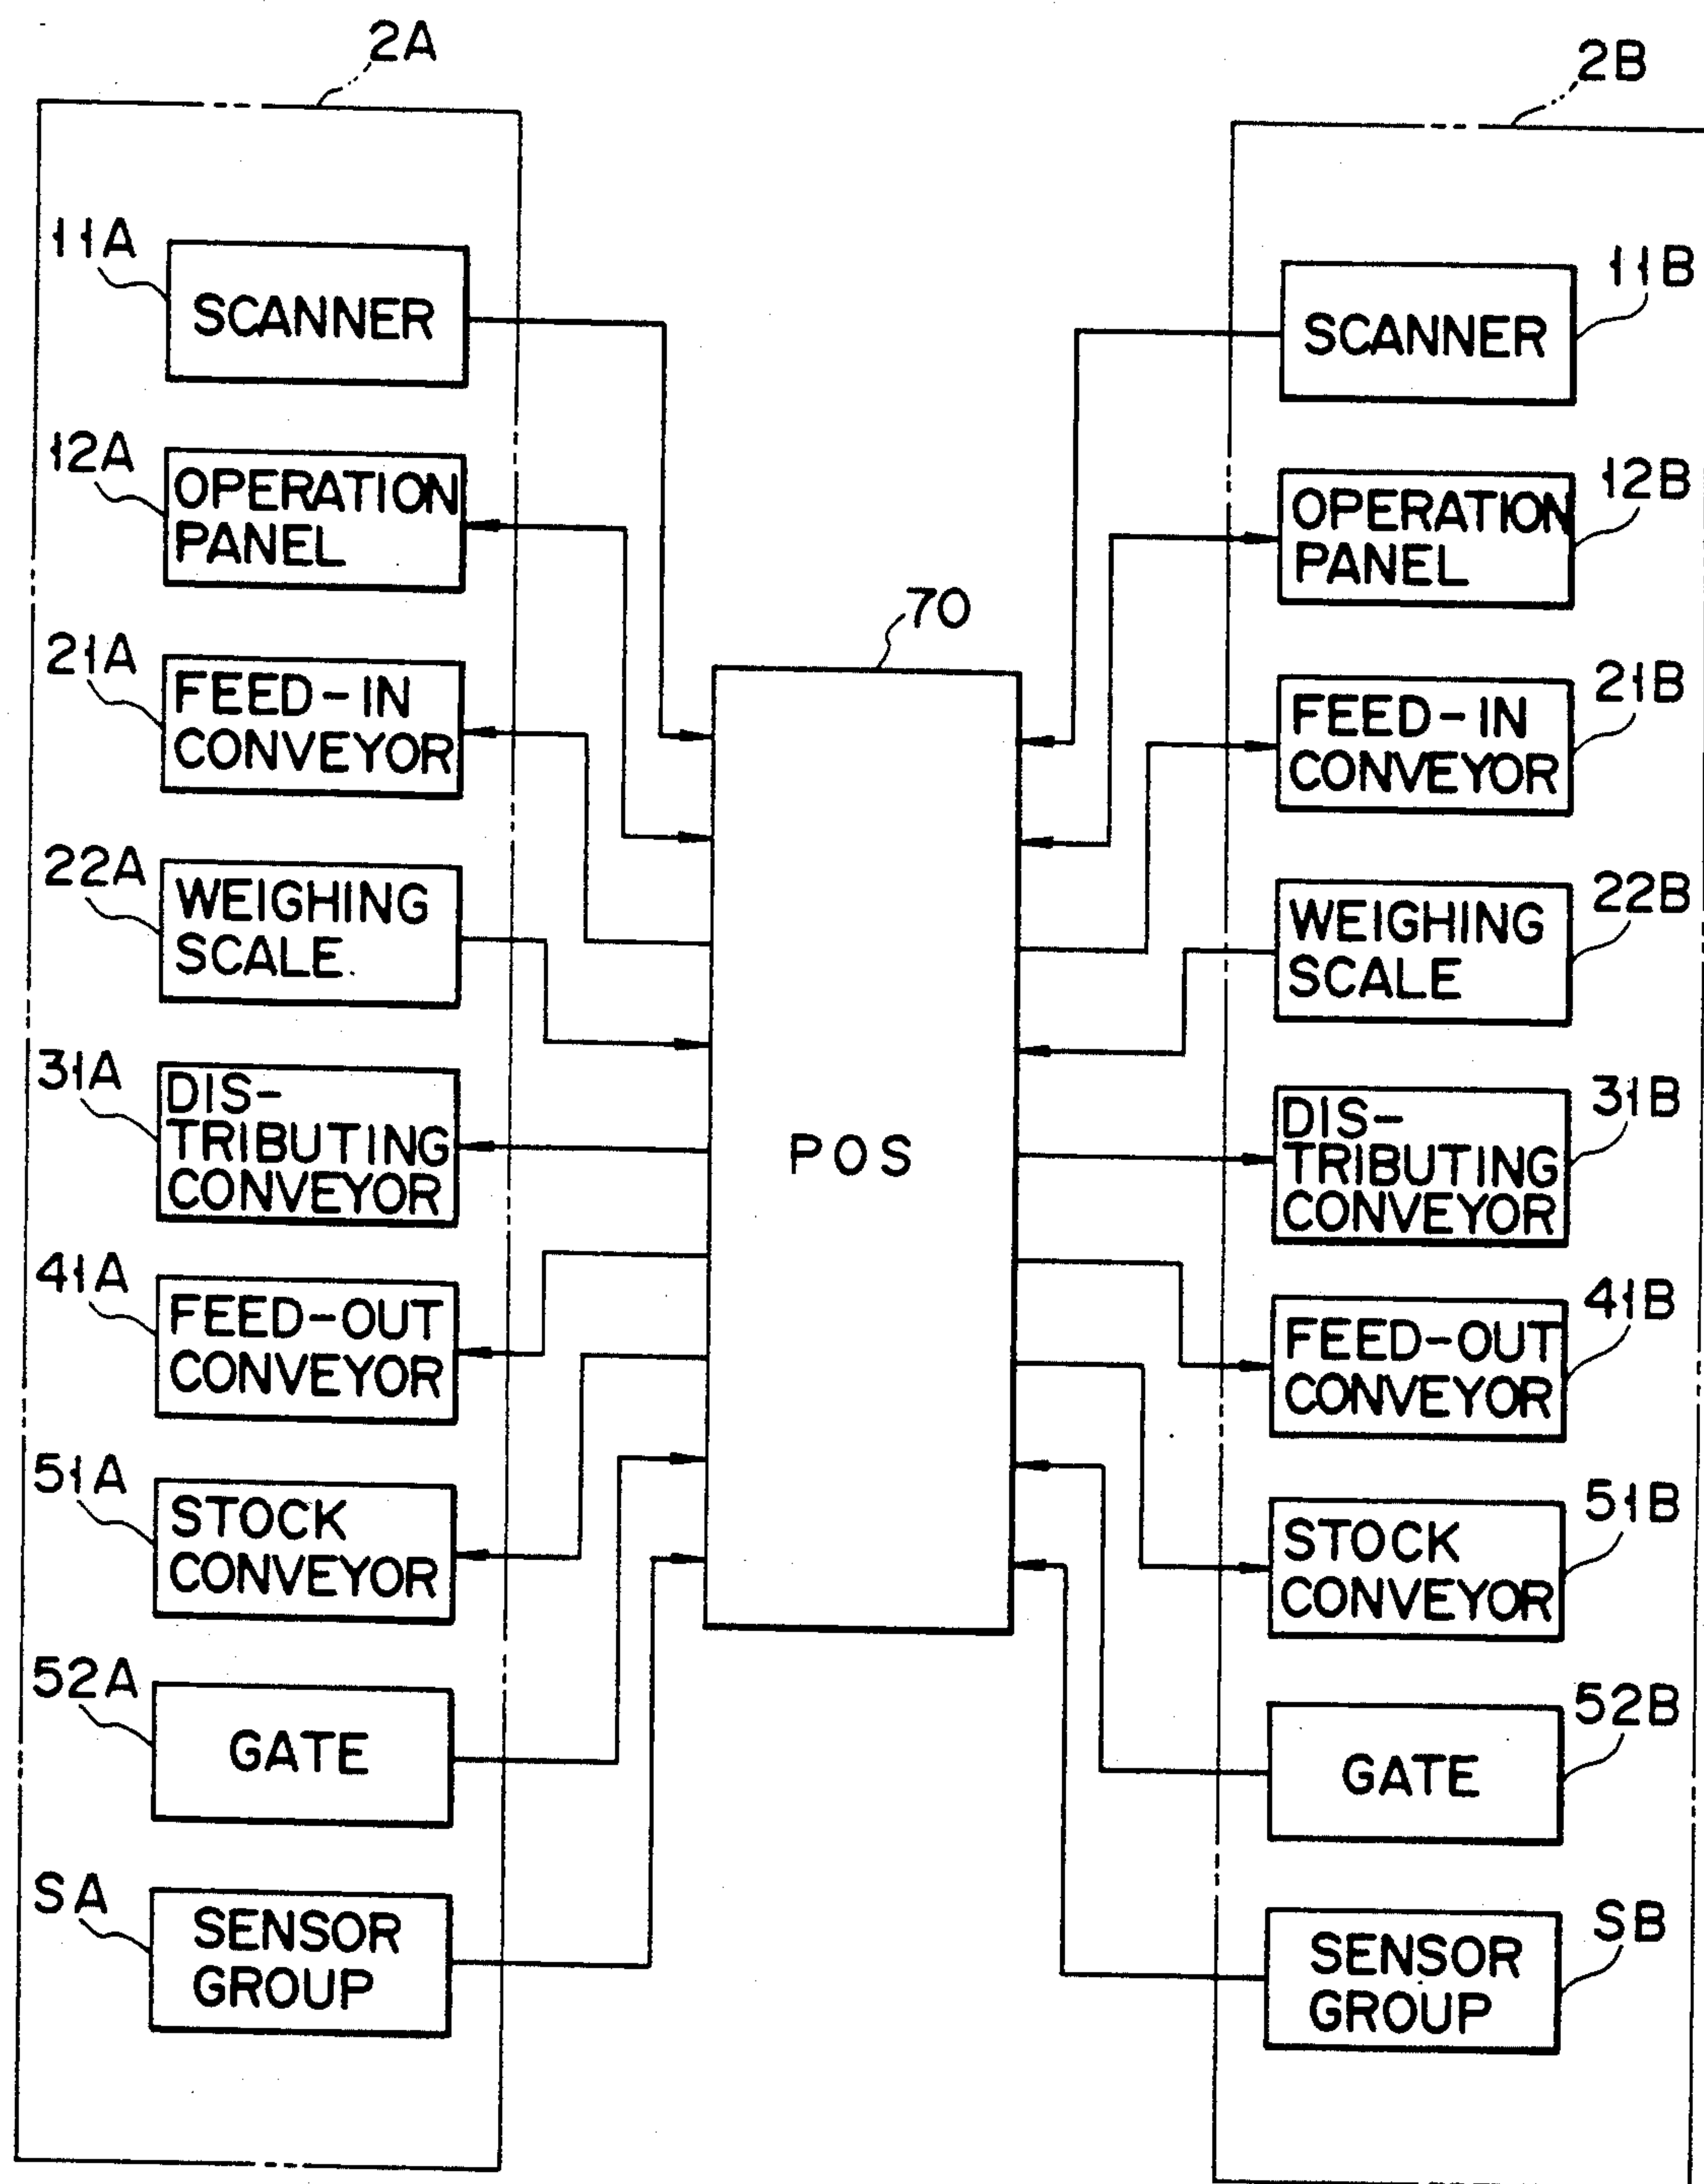 2A
11A
SCANNER
12A
OPERATION
PANEL
21A
FEED-IN
CONVEYOR
22A
WEIGHING
SCALE
31A
DIS-
TRIBUTING
CONVEYOR
41A
FEED-OUT
CONVEYOR
51A
STOCK
CONVEYOR
52A
GATE
SA
SENSOR
GROUP
70
POS
2B
11B
SCANNER
12B
OPERATION
PANEL
21B
FEED-IN
CONVEYOR
22B
WEIGHING
SCALE
31B
DIS-
TRIBUTING
CONVEYOR
41B
FEED-OUT
CONVEYOR
51B
STOCK
CONVEYOR
52B
GATE
SB
SENSOR
GROUP